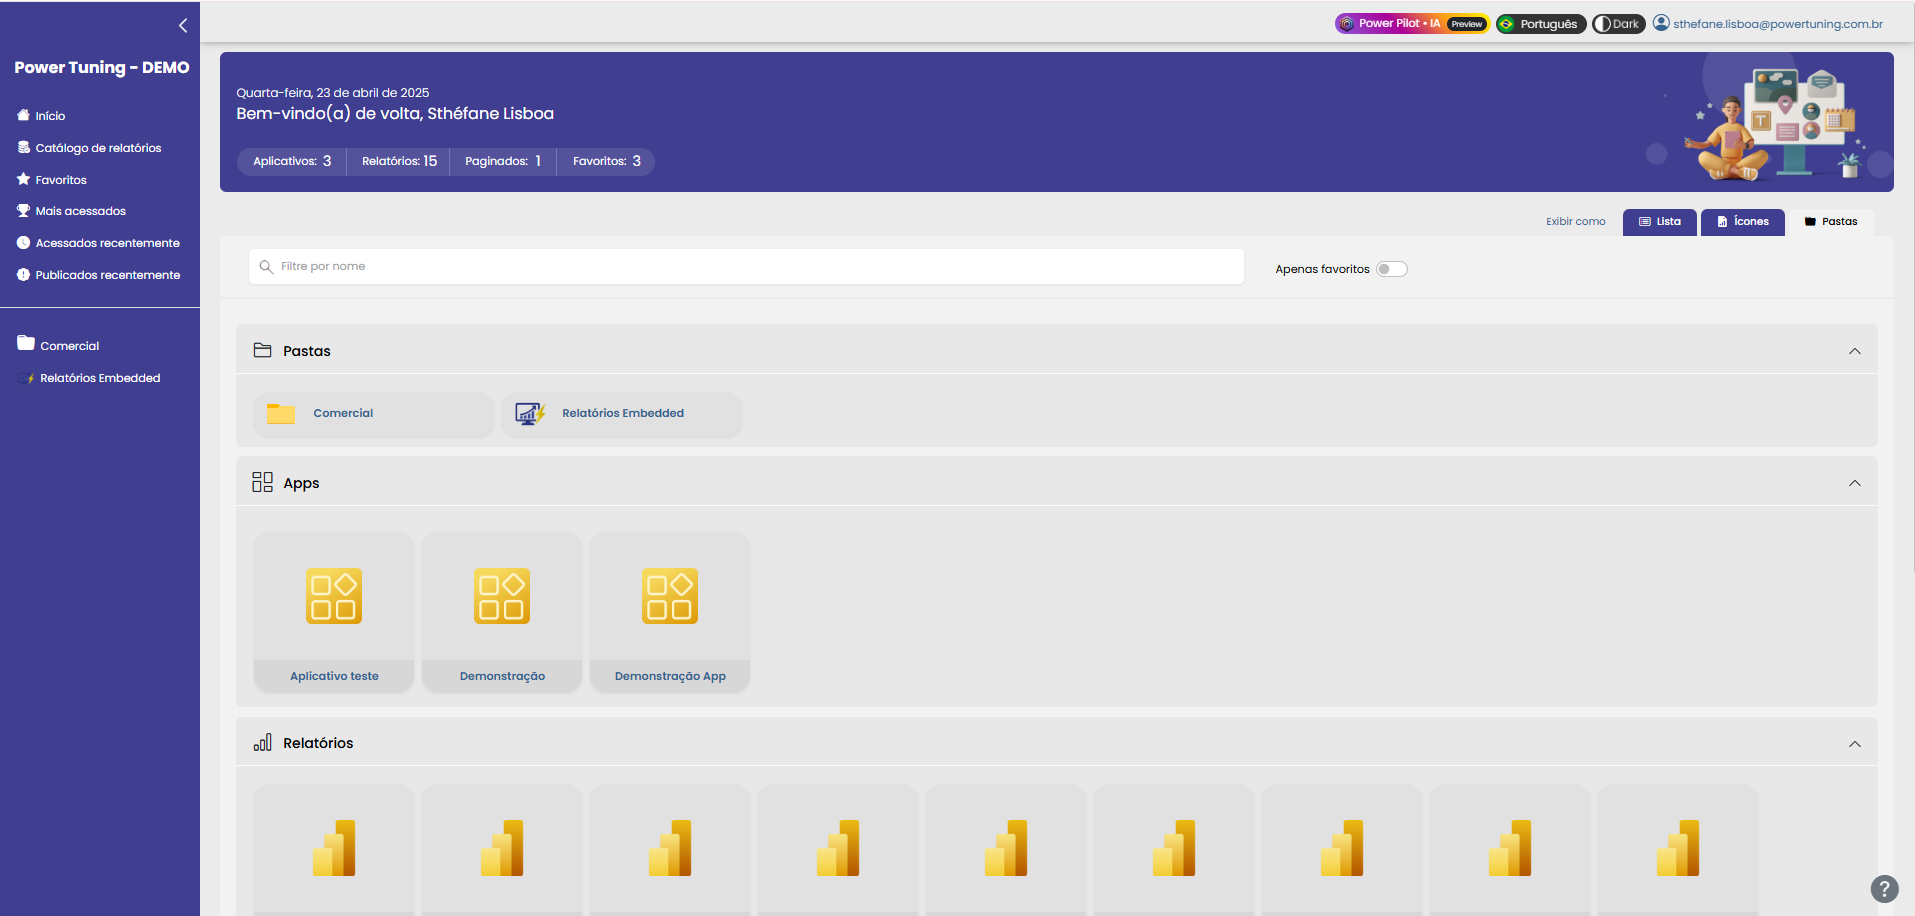 Power Pilot • IA Preview
Português
Dark
sthefane.lisboa@powertuning.com.br
Power Tuning - DEMO
Início
Catálogo de relatórios
Favoritos
Mais acessados
Acessados recentemente
Publicados recentemente
Comercial
Relatórios Embedded
Quarta-feira, 23 de abril de 2025
Bem-vindo(a) de volta, Sthéfane Lisboa
Aplicativos: 3 Relatórios: 15 Paginados: 1 Favoritos: 3
Exibir como Lista Ícones Pastas
Filtre por nome
Apenas favoritos
Pastas
Comercial Relatórios Embedded
Apps
Aplicativo teste Demonstração Demonstração App
Relatórios
?